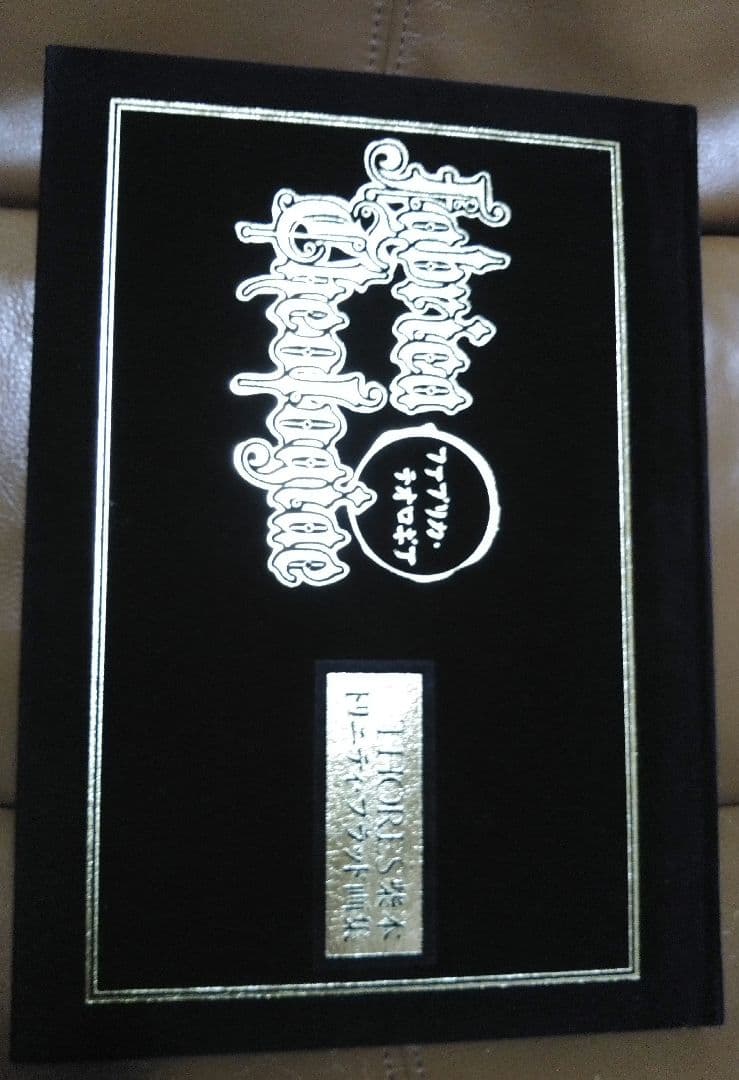 Fabrica
Theologiae
ファブリカ・
テオロギア
THORES柴本
トリニティ・ブラッド画集